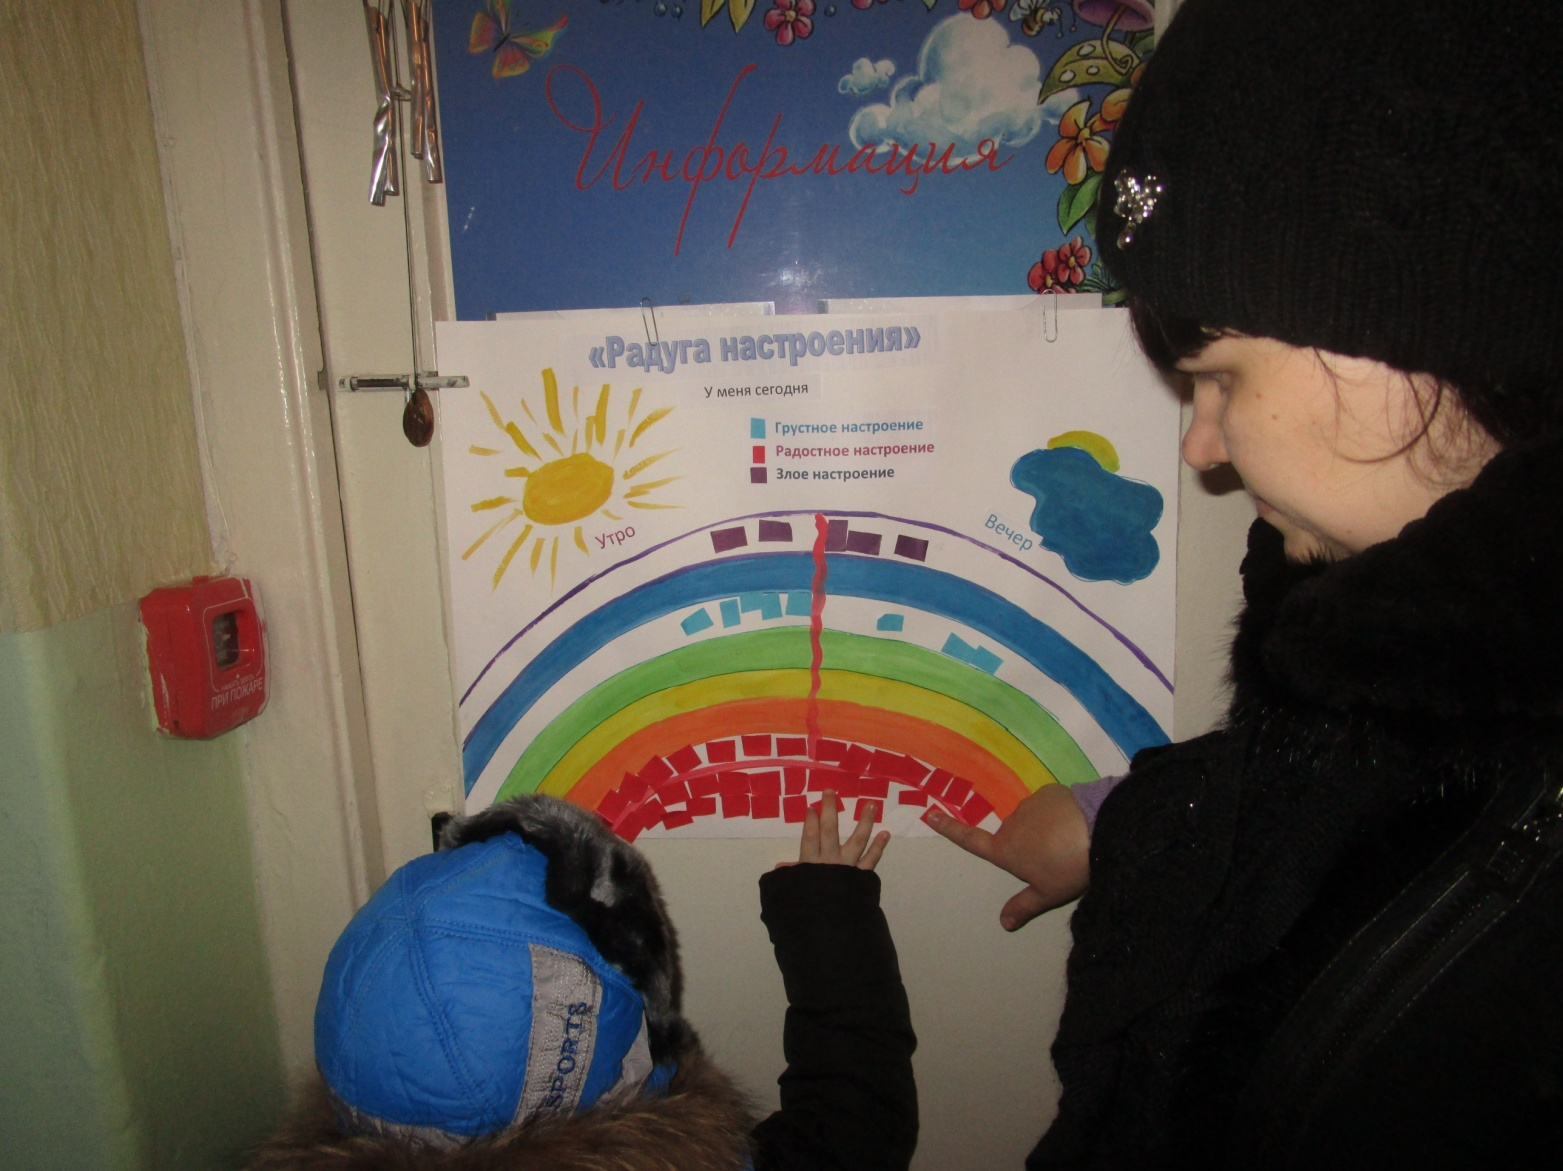 Информация
«Радуга настроения»
У меня сегодня
Грустное настроение
Радостное настроение
Злое настроение
Утро
Вечер
ПРИ ПОЖАРЕ
SPORTS